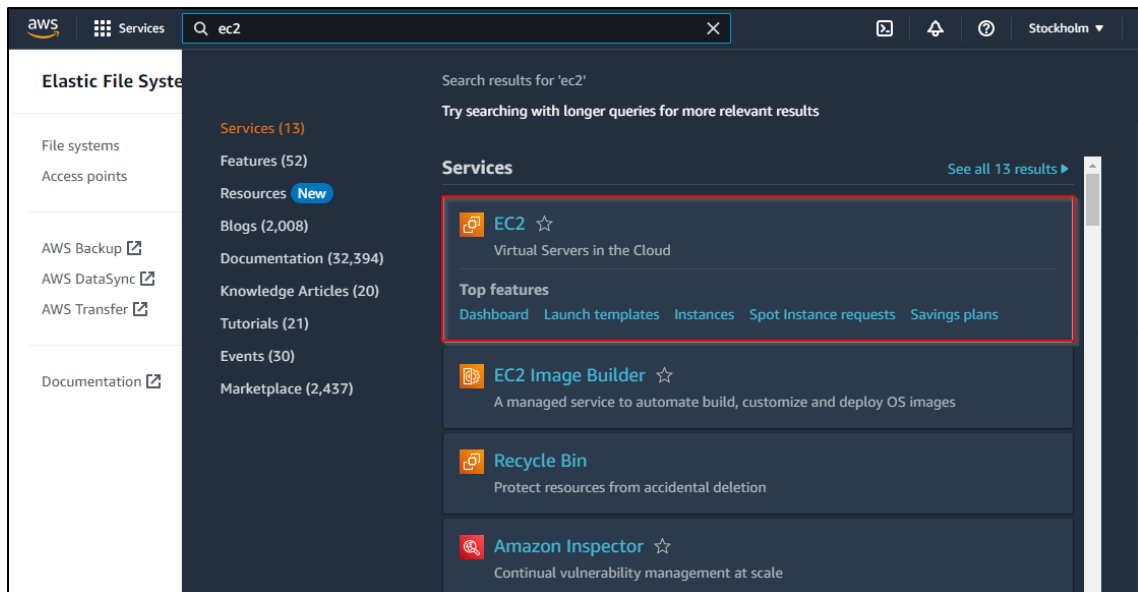 aws
Services
ec2
Stockholm
Elastic File Syste
File systems
Access points
AWS Backup
AWS DataSync
AWS Transfer
Documentation
Services (13)
Features (52)
Resources New
Blogs (2,008)
Documentation (32,394)
Knowledge Articles (20)
Tutorials (21)
Events (30)
Marketplace (2,437)
Search results for 'ec2'
Try searching with longer queries for more relevant results
Services
See all 13 results
EC2
Virtual Servers in the Cloud
Top features
Dashboard Launch templates Instances Spot Instance requests Savings plans
EC2 Image Builder
A managed service to automate build, customize and deploy OS images
Recycle Bin
Protect resources from accidental deletion
Amazon Inspector
Continual vulnerability management at scale